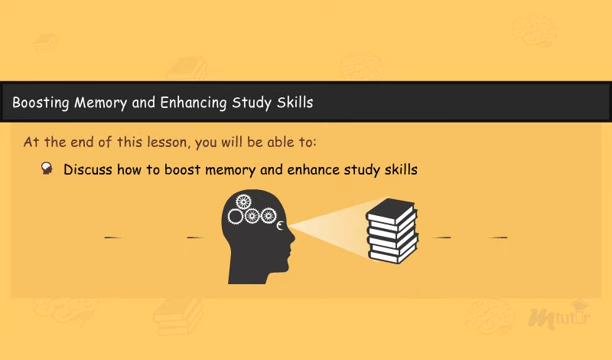 Boosting Memory and Enhancing Study Skills
At the end of this lesson, you will be able to:
Discuss how to boost memory and enhance study skills
mtutor